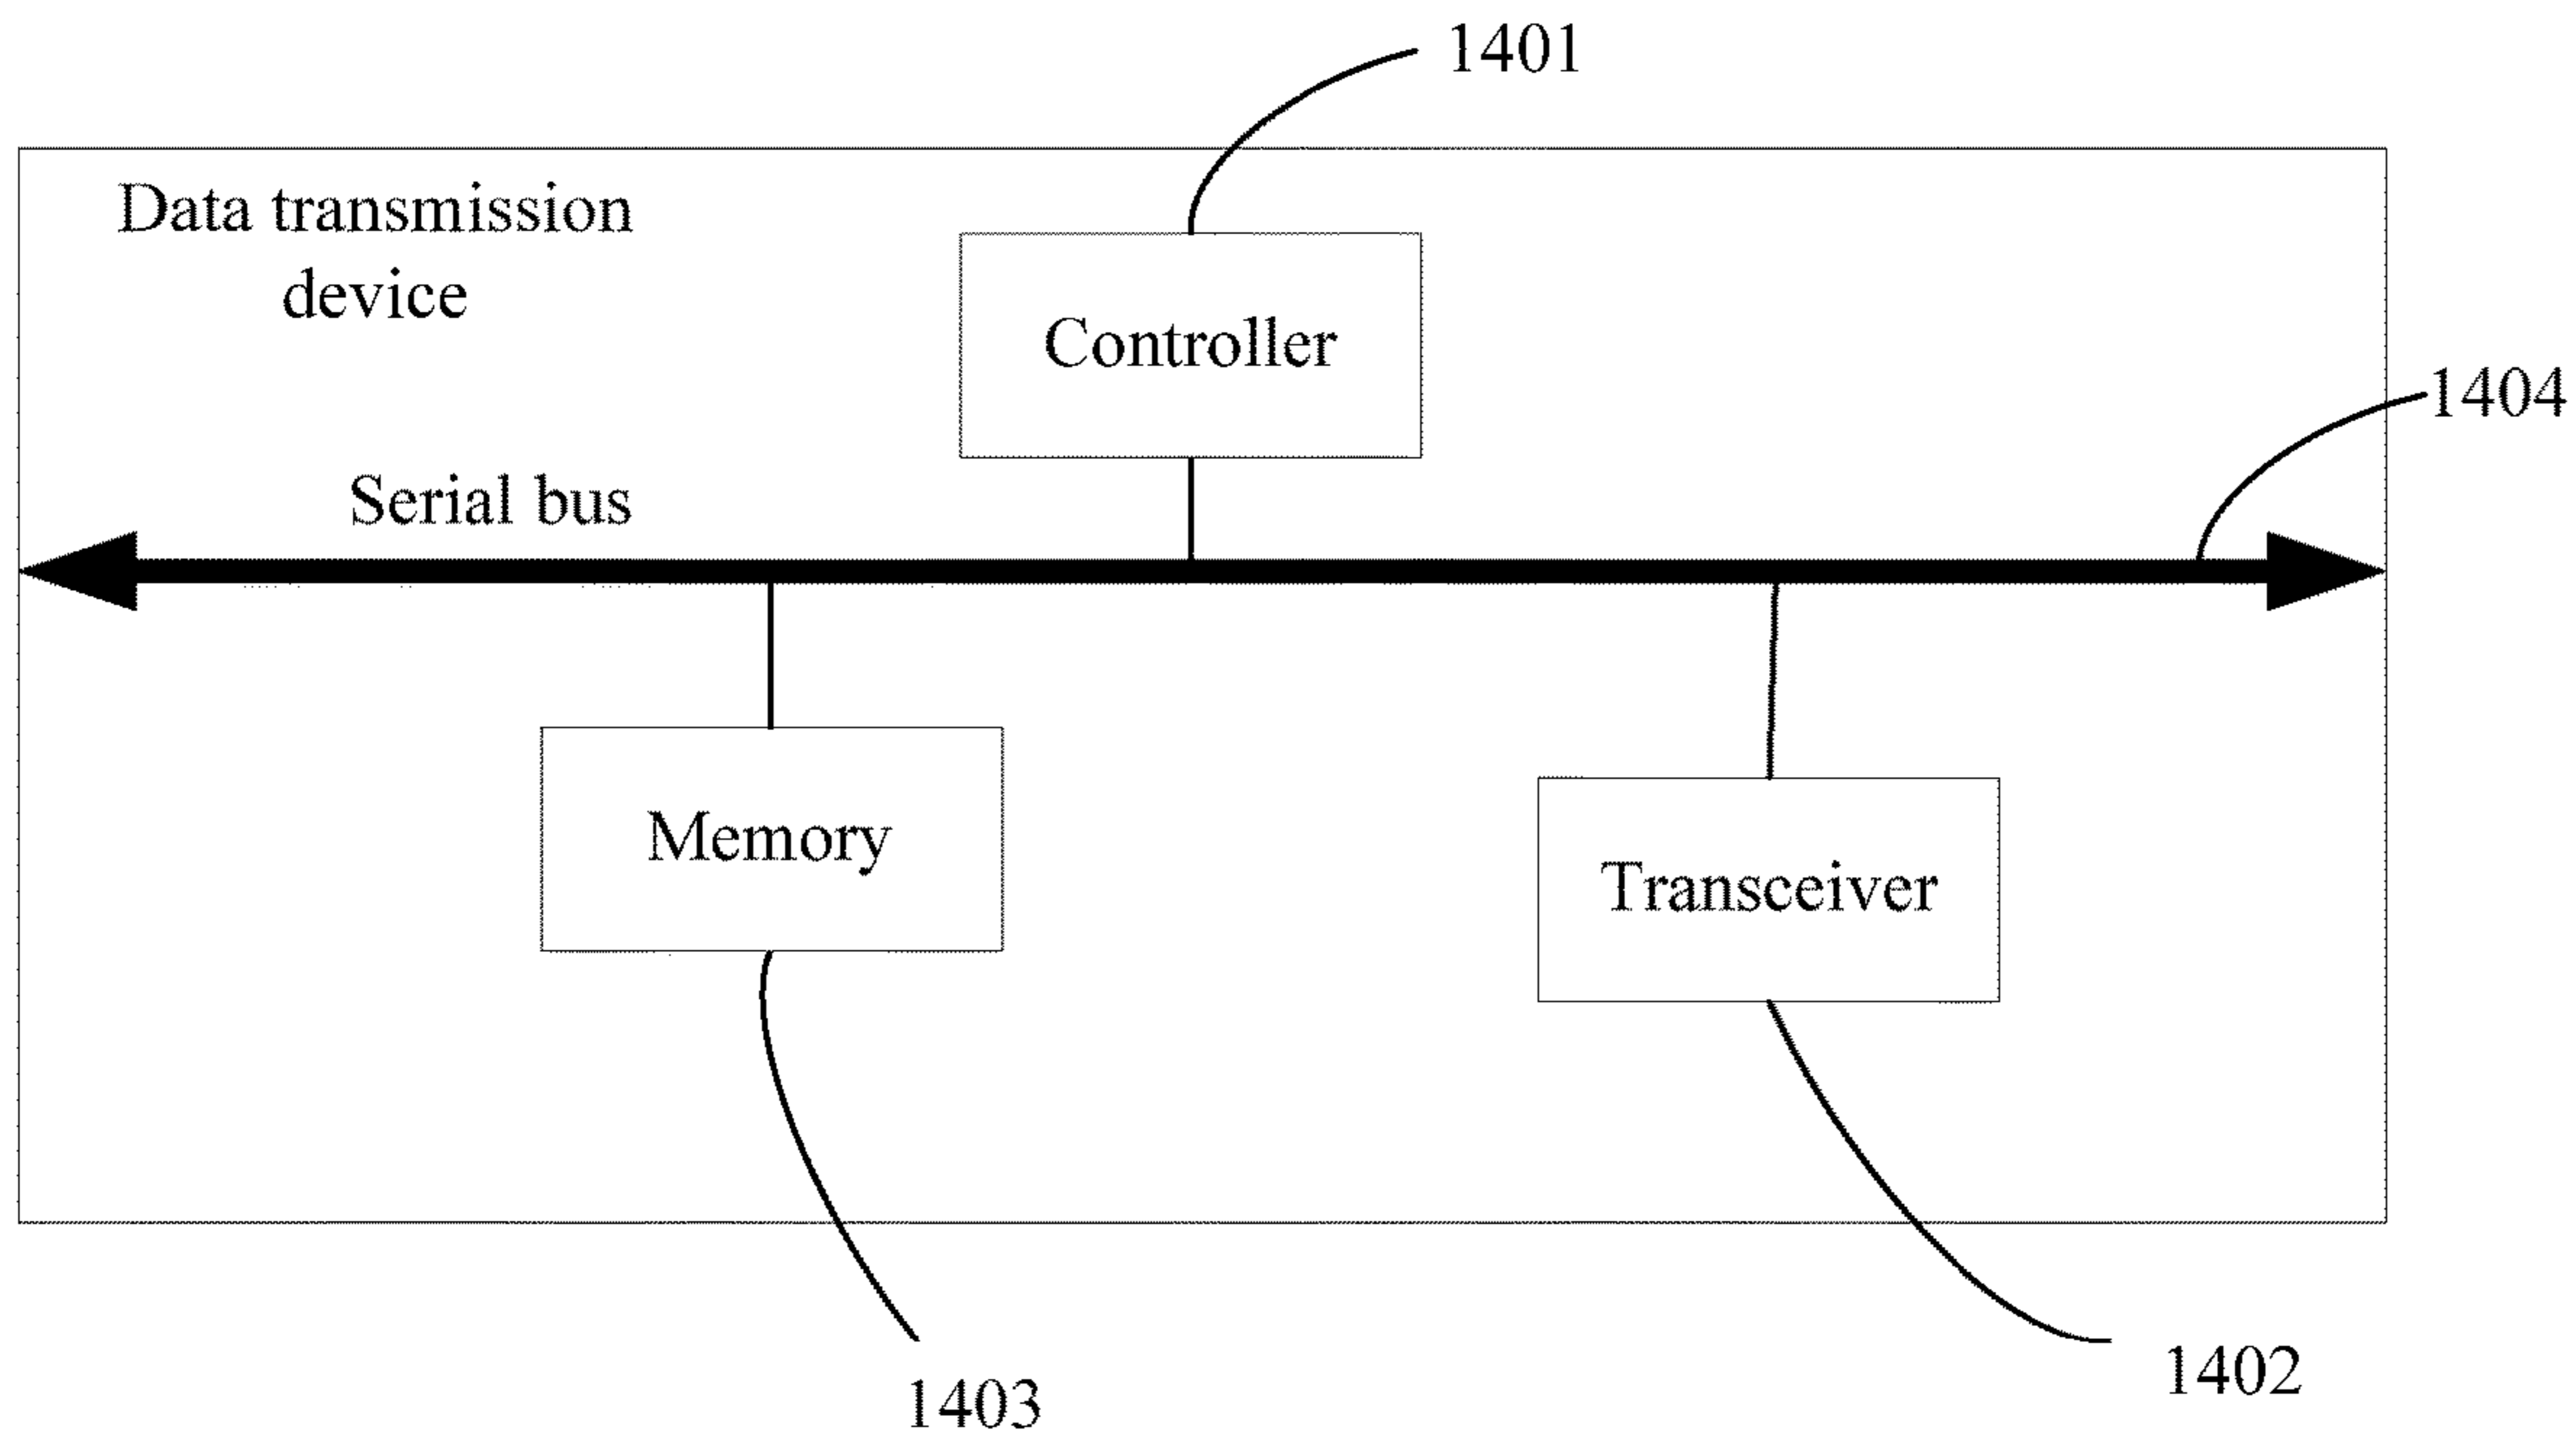 1401
Data transmission
device
Controller
1404
Serial bus
Memory
Transceiver
1402
1403